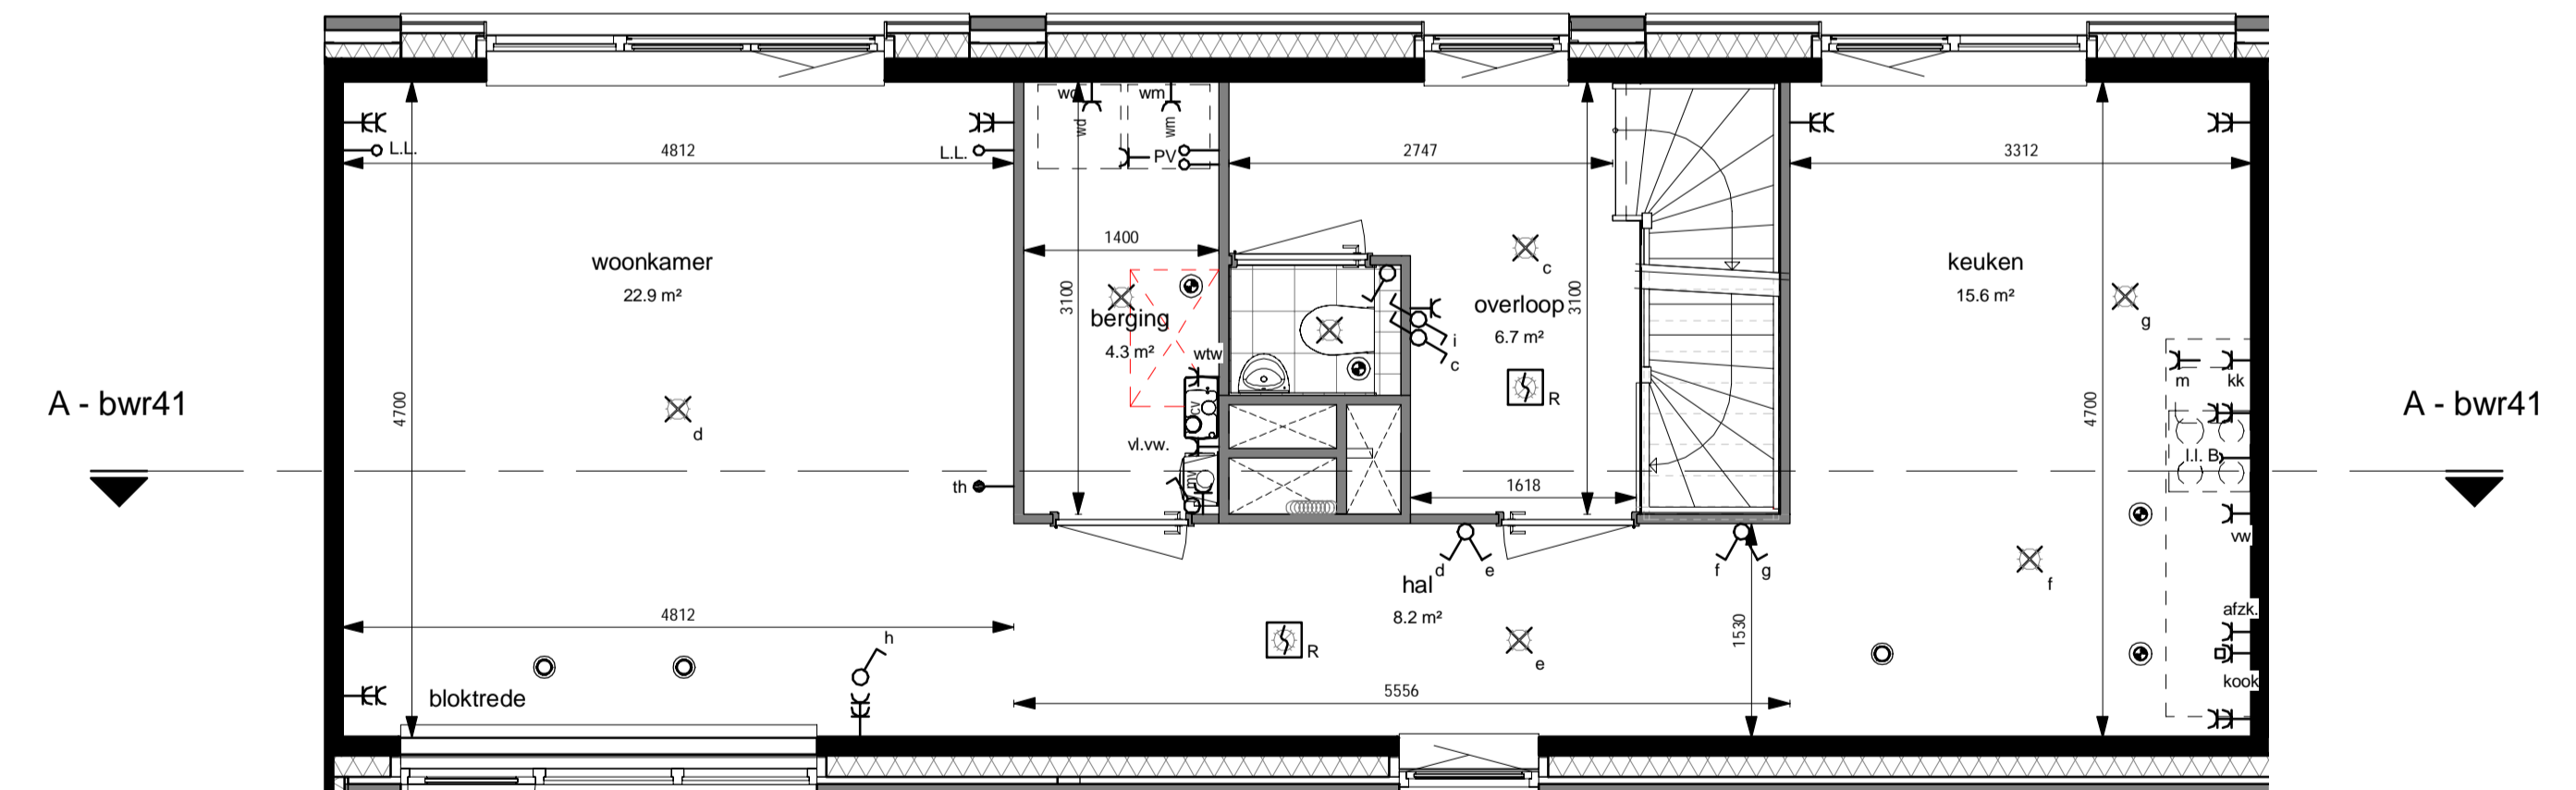 wd
wm
wd
wm
L.L.
4812
L.L.
PV
2747
3312
1400
woonkamer
22.9 m²
3100
berging
4.3 m²
wtw
c
overloop
6.7 m²
3100
i
c
keuken
15.6 m²
g
m
kk
A - bwr41
4700
d
cv
R
4700
A - bwr41
vl.vw.
l.l. B
th
mv
1618
vw
d
e
f
g
hal
8.2 m²
f
afzk.
4812
h
R
e
1530
kook
bloktrede
5556